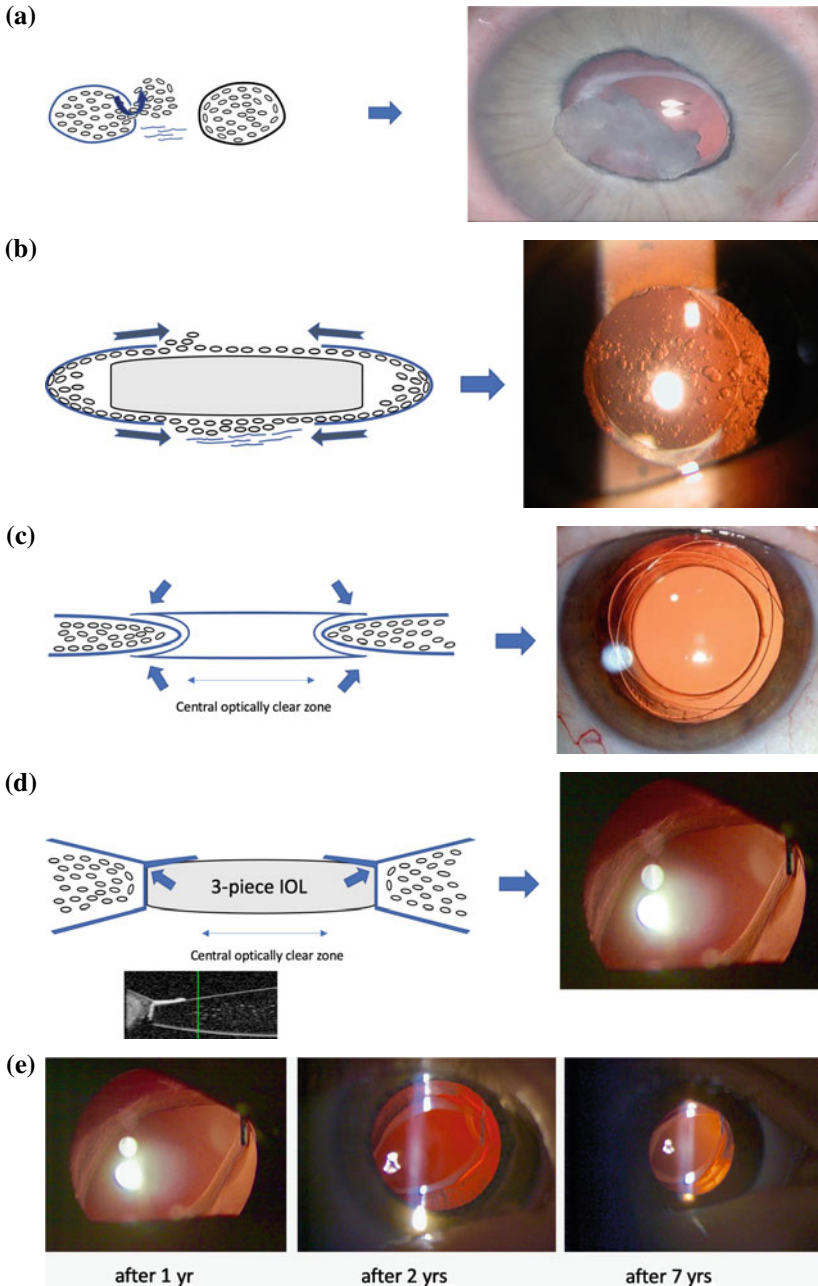 (a)
(b)
(c)
Central optically clear zone
(d)
3-piece IOL
Central optically clear zone
(e)
after 1 yr after 2 yrs after 7 yrs